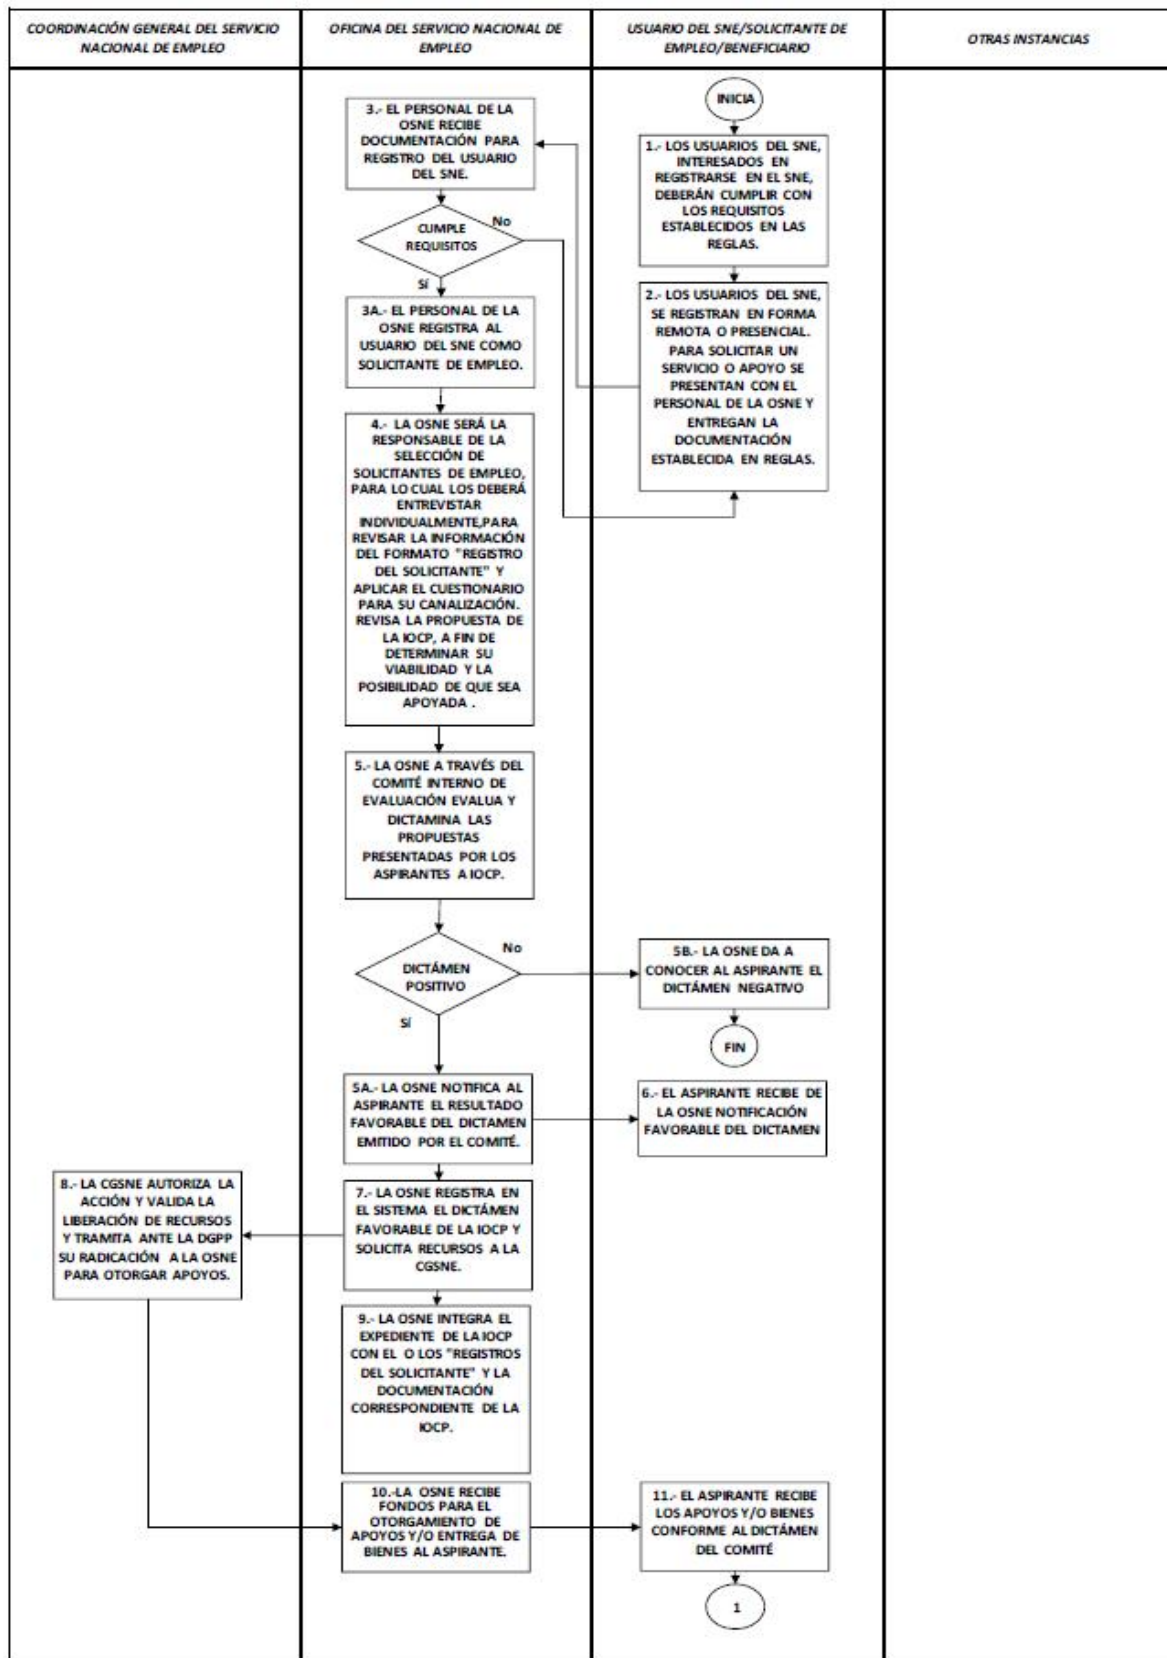 COORDINACIÓN GENERAL DEL SERVICIO
NACIONAL DE EMPLEO
OFICINA DEL SERVICIO NACIONAL DE
EMPLEO
USUARIO DEL SNE/SOLICITANTE DE
EMPLEO/BENEFICIARIO
OTRAS INSTANCIAS
INICIA
1.- LOS USUARIOS DEL SNE,
INTERESADOS EN
REGISTRARSE EN EL SNE,
DEBERÁN CUMPLIR CON
LOS REQUISITOS
ESTABLECIDOS EN LAS
REGLAS.
2.- LOS USUARIOS DEL SNE,
SE REGISTRAN EN FORMA
REMOTA O PRESENCIAL.
PARA SOLICITAR UN
SERVICIO O APOYO SE
PRESENTAN CON EL
PERSONAL DE LA OSNE Y
ENTREGAN LA
DOCUMENTACIÓN
ESTABLECIDA EN REGLAS.
3.- EL PERSONAL DE LA
OSNE RECIBE
DOCUMENTACIÓN PARA
REGISTRO DEL USUARIO
DEL SNE.
CUMPLE
REQUISITOS
No
Sí
3A.- EL PERSONAL DE LA
OSNE REGISTRA AL
USUARIO DEL SNE COMO
SOLICITANTE DE EMPLEO.
4.- LA OSNE SERÁ LA
RESPONSABLE DE LA
SELECCIÓN DE
SOLICITANTES DE EMPLEO,
PARA LO CUAL LOS DEBERÁ
ENTREVISTAR
INDIVIDUALMENTE,PARA
REVISAR LA INFORMACIÓN
DEL FORMATO "REGISTRO
DEL SOLICITANTE" Y
APLICAR EL CUESTIONARIO
PARA SU CANALIZACIÓN.
REVISA LA PROPUESTA DE
LA IOCP, A FIN DE
DETERMINAR SU
VIABILIDAD Y LA
POSIBILIDAD DE QUE SEA
APOYADA .
5.- LA OSNE A TRAVÉS DEL
COMITÉ INTERNO DE
EVALUACIÓN EVALUA Y
DICTAMINA LAS
PROPUESTAS
PRESENTADAS POR LOS
ASPIRANTES A IOCP.
DICTÁMEN
POSITIVO
No
Sí
5B.- LA OSNE DA A
CONOCER AL ASPIRANTE EL
DICTÁMEN NEGATIVO
FIN
5A.- LA OSNE NOTIFICA AL
ASPIRANTE EL RESULTADO
FAVORABLE DEL DICTAMEN
EMITIDO POR EL COMITÉ.
6.- EL ASPIRANTE RECIBE DE
LA OSNE NOTIFICACIÓN
FAVORABLE DEL DICTAMEN
7.- LA OSNE REGISTRA EN
EL SISTEMA EL DICTÁMEN
FAVORABLE DE LA IOCP Y
SOLICITA RECURSOS A LA
CGSNE.
8.- LA CGSNE AUTORIZA LA
ACCIÓN Y VALIDA LA
LIBERACIÓN DE RECURSOS
Y TRAMITA ANTE LA DGPP
SU RADICACIÓN A LA OSNE
PARA OTORGAR APOYOS.
9.- LA OSNE INTEGRA EL
EXPEDIENTE DE LA IOCP
CON EL O LOS "REGISTROS
DEL SOLICITANTE" Y LA
DOCUMENTACIÓN
CORRESPONDIENTE DE LA
IOCP.
10.-LA OSNE RECIBE
FONDOS PARA EL
OTORGAMIENTO DE
APOYOS Y/O ENTREGA DE
BIENES AL ASPIRANTE.
11.- EL ASPIRANTE RECIBE
LOS APOYOS Y/O BIENES
CONFORME AL DICTÁMEN
DEL COMITÉ
1